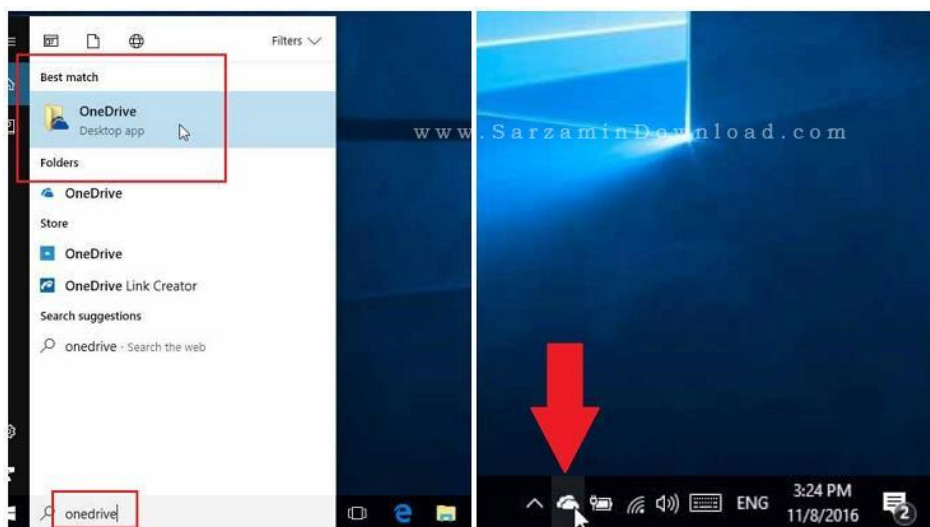 Filters
Best match
OneDrive
Desktop app
Folders
OneDrive
Store
OneDrive
OneDrive Link Creator
Search suggestions
onedrive - Search the web
onedrive
www.SarzaminDownload.com
ENG
3:24 PM
11/8/2016
2